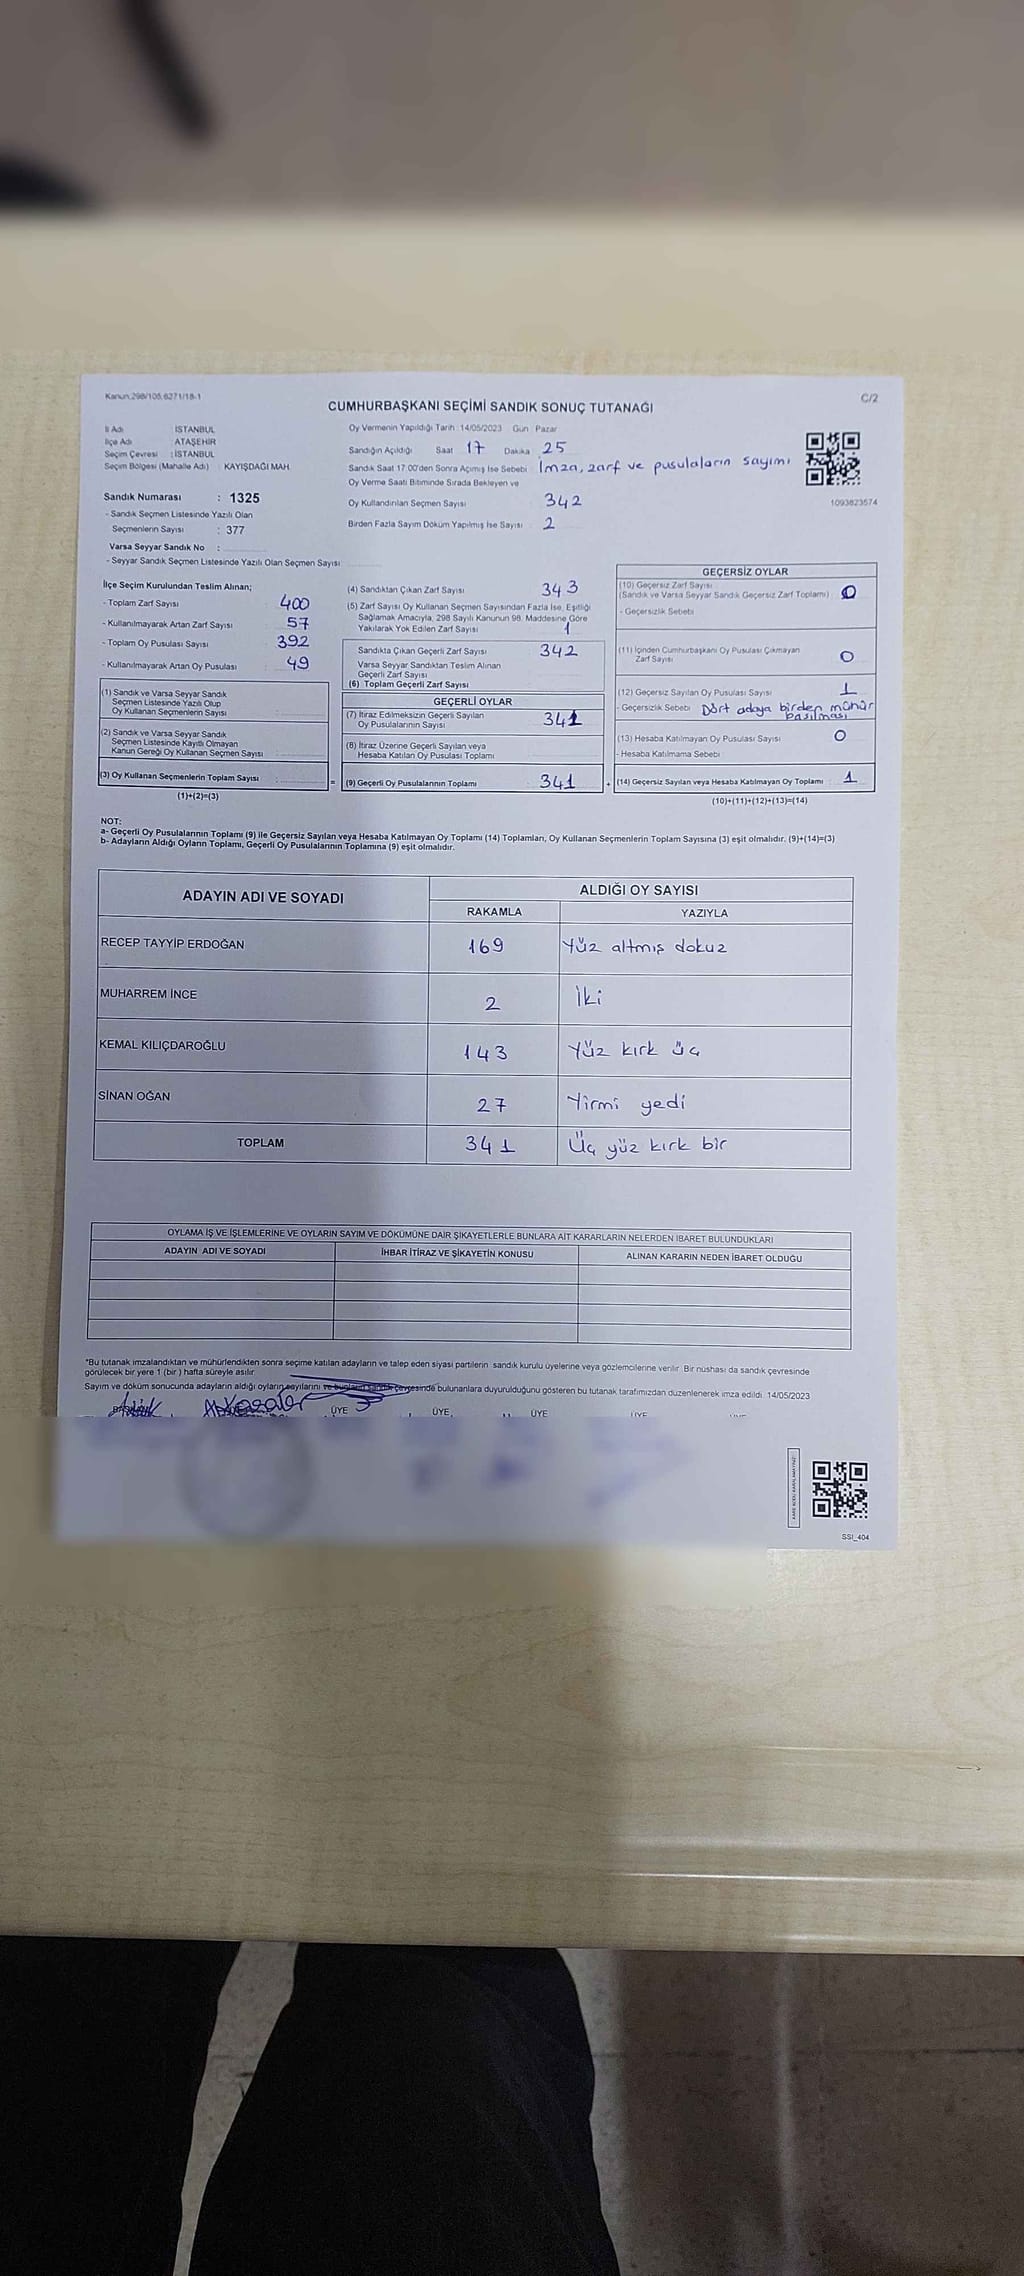 Kanun:298/105,6271/18-1
C/2
CUMHURBAŞKANI SEÇİMİ SANDIK SONUÇ TUTANAĞI
İl Adı : İSTANBUL
İlçe Adı : ATAŞEHİR
Seçim Çevresi : İSTANBUL
Seçim Bölgesi (Mahalle Adı) : KAYIŞDAĞI MAH.
Sandık Numarası : 1325
- Sandık Seçmen Listesinde Yazılı Olan
Seçmenlerin Sayısı : 377
Varsa Seyyar Sandık No :
- Seyyar Sandık Seçmen Listesinde Yazılı Olan Seçmen Sayısı
Oy Vermenin Yapıldığı Tarih :14/05/2023 Gün : Pazar
Sandığın Açıldığı Saat 17 Dakika 25
Sandık Saat 17.00'den Sonra Açılmış İse Sebebi İmza, zarf ve pusulaların sayımı
Oy Verme Saati Bitiminde Sırada Bekleyen ve
Oy Kullandırılan Seçmen Sayısı 342
Birden Fazla Sayım Döküm Yapılmış İse Sayısı 2
1093823574
İlçe Seçim Kurulundan Teslim Alınan;
- Toplam Zarf Sayısı 400
- Kullanılmayarak Artan Zarf Sayısı 57
- Toplam Oy Pusulası Sayısı 392
- Kullanılmayarak Artan Oy Pusulası 49
(1) Sandık ve Varsa Seyyar Sandık
Seçmen Listesinde Yazılı Olup
Oy Kullanan Seçmenlerin Sayısı
(2) Sandık ve Varsa Seyyar Sandık
Seçmen Listesinde Kayıtlı Olmayan
Kanun Gereği Oy Kullanan Seçmen Sayısı
(3) Oy Kullanan Seçmenlerin Toplam Sayısı =
(1)+(2)=(3)
(4) Sandıktan Çıkan Zarf Sayısı 343
(5) Zarf Sayısı Oy Kullanan Seçmen Sayısından Fazla İse, Eşitliği
Sağlamak Amacıyla, 298 Sayılı Kanunun 98. Maddesine Göre
Yakılarak Yok Edilen Zarf Sayısı 1
Sandıkta Çıkan Geçerli Zarf Sayısı 342
Varsa Seyyar Sandıktan Teslim Alınan
Geçerli Zarf Sayısı
(6) Toplam Geçerli Zarf Sayısı
GEÇERLİ OYLAR
(7) İtiraz Edilmeksizin Geçerli Sayılan
Oy Pusulalarının Sayısı 341
(8) İtiraz Üzerine Geçerli Sayılan veya
Hesaba Katılan Oy Pusulası Toplamı
(9) Geçerli Oy Pusulalarının Toplamı 341 +
GEÇERSİZ OYLAR
(10) Geçersiz Zarf Sayısı
(Sandık ve Varsa Seyyar Sandık Geçersiz Zarf Toplamı) 0
- Geçersizlik Sebebi
(11) İçinden Cumhurbaşkanı Oy Pusulası Çıkmayan
Zarf Sayısı 0
(12) Geçersiz Sayılan Oy Pusulası Sayısı 1
- Geçersizlik Sebebi Dört adaya birden mühür
basılması
(13) Hesaba Katılmayan Oy Pusulası Sayısı 0
- Hesaba Katılmama Sebebi
(14) Geçersiz Sayılan veya Hesaba Katılmayan Oy Toplamı 1
(10)+(11)+(12)+(13)=(14)
NOT:
a- Geçerli Oy Pusulalarının Toplamı (9) ile Geçersiz Sayılan veya Hesaba Katılmayan Oy Toplamı (14) Toplamları, Oy Kullanan Seçmenlerin Toplam Sayısına (3) eşit olmalıdır. (9)+(14)=(3)
b- Adayların Aldığı Oyların Toplamı, Geçerli Oy Pusulalarının Toplamına (9) eşit olmalıdır.
ADAYIN ADI VE SOYADI ALDIĞI OY SAYISI
RAKAMLA YAZIYLA
RECEP TAYYİP ERDOĞAN 169 Yüz altmış dokuz
MUHARREM İNCE 2 İki
KEMAL KILIÇDAROĞLU 143 Yüz kırk üç
SİNAN OĞAN 27 Yirmi yedi
TOPLAM 341 Üç yüz kırk bir
OYLAMA İŞ VE İŞLEMLERİNE VE OYLARIN SAYIM VE DÖKÜMÜNE DAİR ŞİKAYETLERLE BUNLARA AİT KARARLARIN NELERDEN İBARET BULUNDUKLARI
ADAYIN ADI VE SOYADI İHBAR İTİRAZ VE ŞİKAYETİN KONUSU ALINAN KARARIN NEDEN İBARET OLDUĞU
*Bu tutanak imzalandıktan ve mühürlendikten sonra seçime katılan adayların ve talep eden siyasi partilerin sandık kurulu üyelerine veya gözlemcilerine verilir. Bir nüshası da sandık çevresinde
görülecek bir yere 1 (bir) hafta süreyle asılır
Sayım ve döküm sonucunda adayların aldığı oyların sayılarını ve bunların sandık çevresinde bulunanlara duyurulduğunu gösteren bu tutanak tarafımızdan düzenlenerek imza edildi. 14/05/2023
ÜYE ÜYE ÜYE
SSI_404